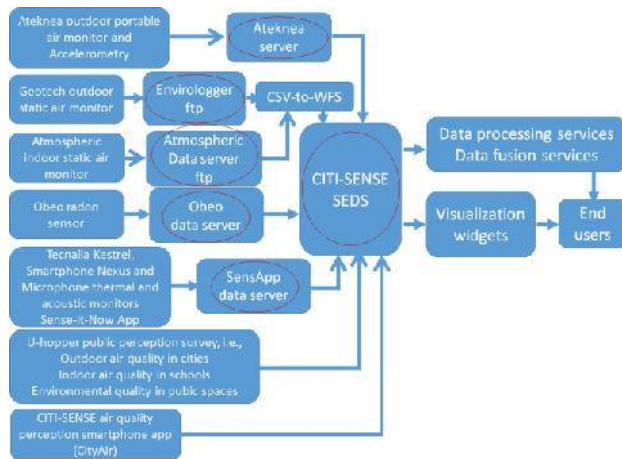 Ateknea outdoor portable
air monitor and
Accelerometry
Ateknea
server
Geotech outdoor
static air monitor
Envirologger
ftp
CSV-to-WFS
Atmospheric
indoor static air
monitor
Atmospheric
Data server
ftp
CITI-SENSE
SEDS
Data processing services
Data fusion services
Obeo radon
sensor
Obeo
data server
Visualization
widgets
End
users
Tecnalia Kestrel,
Smartphone Nexus and
Microphone thermal and
acoustic monitors
Sense-it-Now App
SensApp
data server
U-hopper public perception survey, i.e.,
Outdoor air quality in cities
Indoor air quality in schools
Environmental quality in pubic spaces
CITI-SENSE air quality
perception smartphone app
(CityAir)